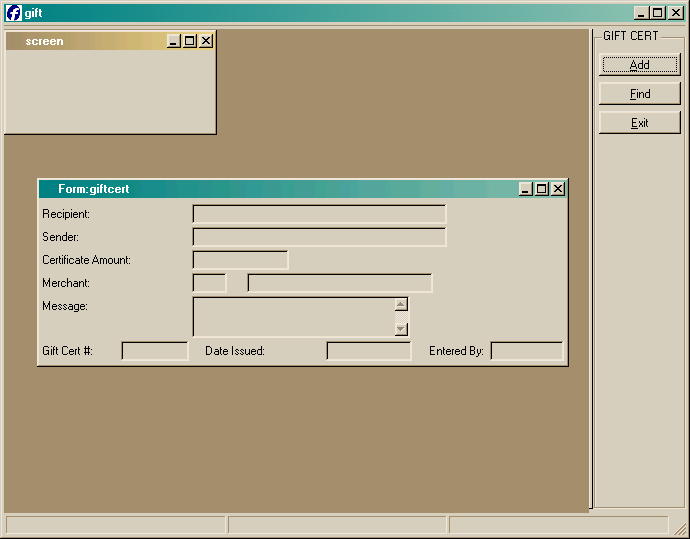 gift
GIFT CERT
screen
Add
Find
Exit
Form:giftcert
Recipient:
Sender:
Certificate Amount:
Merchant:
Message:
Gift Cert #: Date Issued: Entered By: